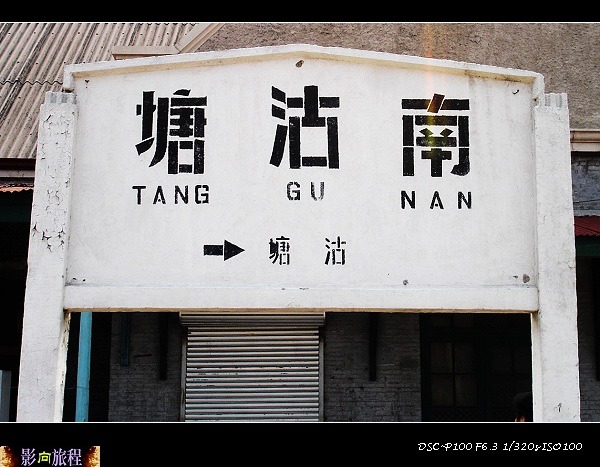 塘沽南
TANG GU NAN
塘沽
DSC-P100 F6.3 1/320s ISO100
影向旅程